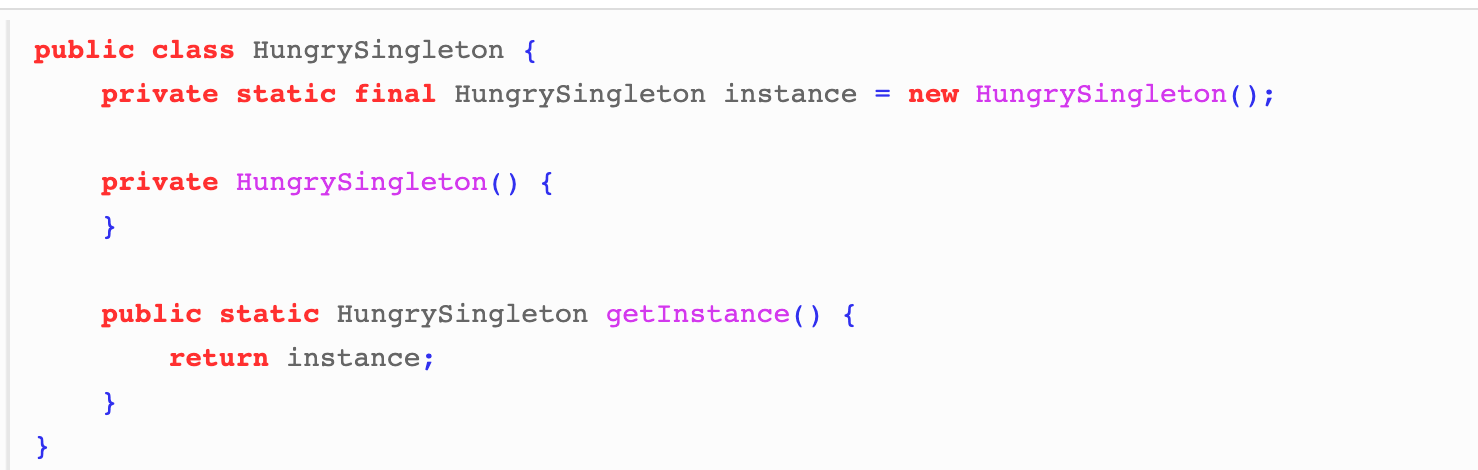 public class HungrySingleton {
    private static final HungrySingleton instance = new HungrySingleton();
    private HungrySingleton() {
    }
    public static HungrySingleton getInstance() {
        return instance;
    }
}